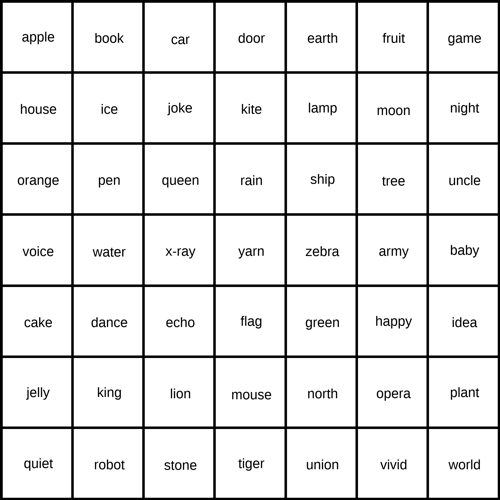 apple book car door earth fruit game
house ice joke kite lamp moon night
orange pen queen rain ship tree uncle
voice water x-ray yarn zebra army baby
cake dance echo flag green happy idea
jelly king lion mouse north opera plant
quiet robot stone tiger union vivid world